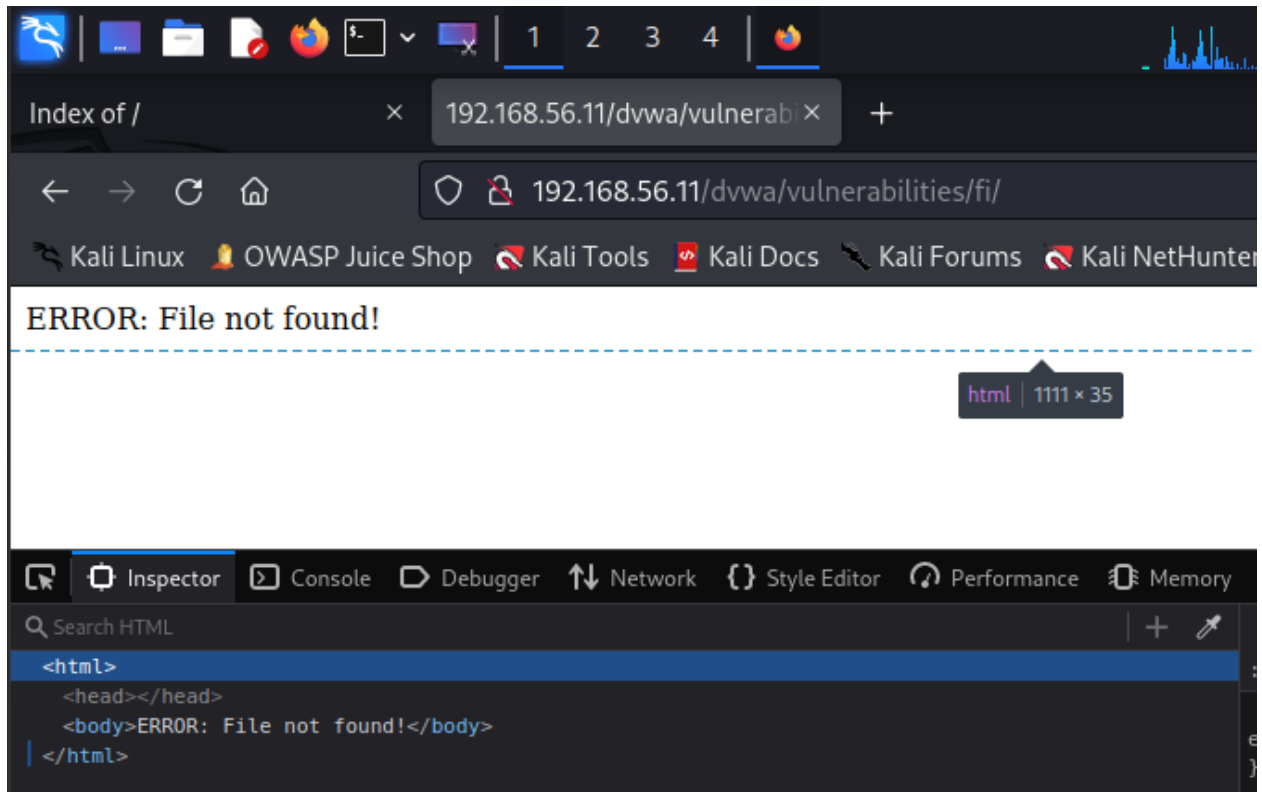 1 2 3 4
Index of / × 192.168.56.11/dvwa/vulnerabi × +
192.168.56.11/dvwa/vulnerabilities/fi/
Kali Linux OWASP Juice Shop Kali Tools Kali Docs Kali Forums Kali NetHunter
ERROR: File not found!
html 1111 × 35
Inspector Console Debugger Network Style Editor Performance Memory
Search HTML
<html>
<head></head>
<body>ERROR: File not found!</body>
</html>